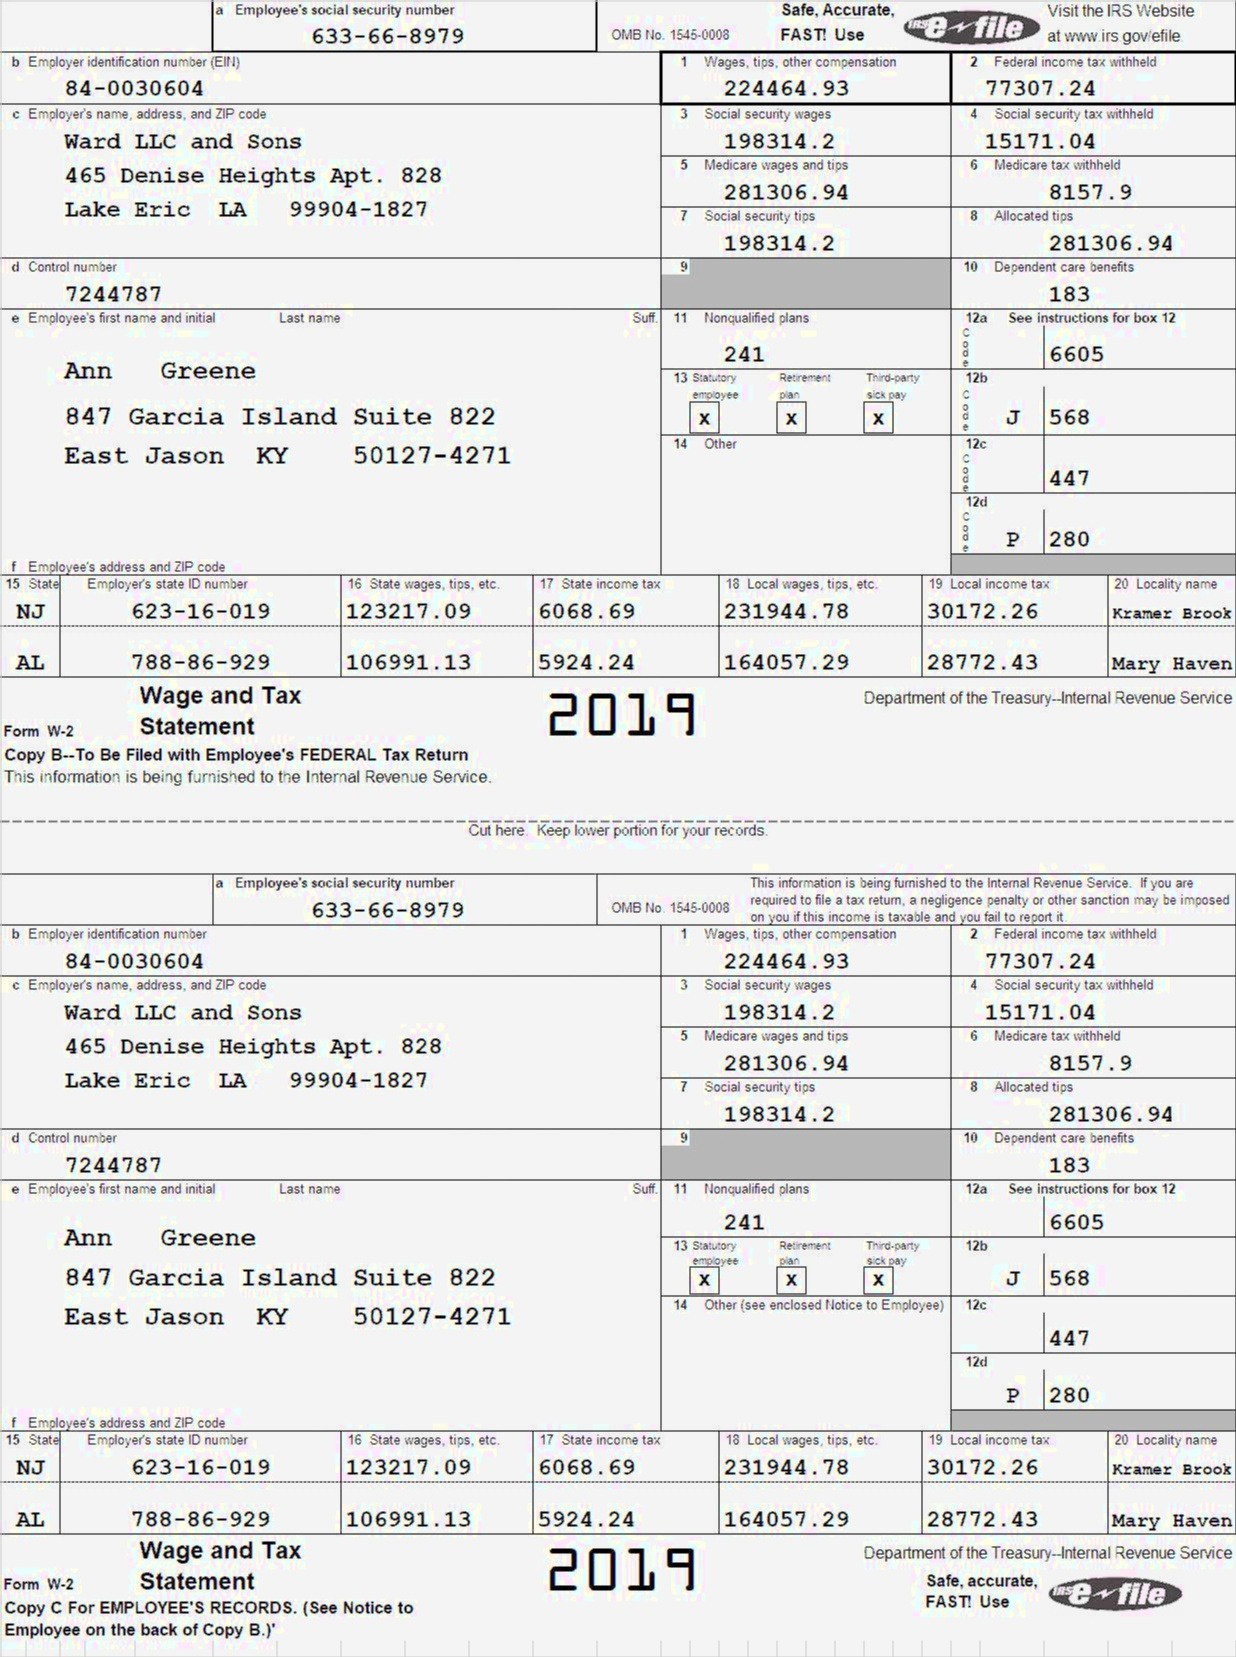 a Employee's social security number
633-66-8979
OMB No. 1545-0008
Safe, Accurate,
FAST! Use
IRS e-file
Visit the IRS Website
at www.irs.gov/efile.
b Employer identification number (EIN)
84-0030604
1 Wages, tips, other compensation
224464.93
2 Federal income tax withheld
77307.24
c Employer's name, address, and ZIP code
Ward LLC and Sons
465 Denise Heights Apt. 828
Lake Eric LA 99904-1827
3 Social security wages
198314.2
4 Social security tax withheld
15171.04
5 Medicare wages and tips
281306.94
6 Medicare tax withheld
8157.9
7 Social security tips
198314.2
8 Allocated tips
281306.94
d Control number
7244787
9
10 Dependent care benefits
183
e Employee's first name and initial Last name Suff.
Ann Greene
847 Garcia Island Suite 822
East Jason KY 50127-4271
f Employee's address and ZIP code
11 Nonqualified plans
241
12a See instructions for box 12
Code
6605
13 Statutory employee
X
Retirement plan
X
Third-party sick pay
X
12b
Code
J 568
14 Other
12c
Code
447
12d
Code
P 280
15 State Employer's state ID number 16 State wages, tips, etc. 17 State income tax 18 Local wages, tips, etc. 19 Local income tax 20 Locality name
NJ 623-16-019 123217.09 6068.69 231944.78 30172.26 Kramer Brook
AL 788-86-929 106991.13 5924.24 164057.29 28772.43 Mary Haven
Form W-2
Wage and Tax
Statement
2019
Department of the Treasury--Internal Revenue Service
Copy B--To Be Filed with Employee's FEDERAL Tax Return
This information is being furnished to the Internal Revenue Service.
Cut here. Keep lower portion for your records.
a Employee's social security number
633-66-8979
OMB No. 1545-0008
This information is being furnished to the Internal Revenue Service. If you are
required to file a tax return, a negligence penalty or other sanction may be imposed
on you if this income is taxable and you fail to report it.
b Employer identification number
84-0030604
1 Wages, tips, other compensation
224464.93
2 Federal income tax withheld
77307.24
c Employer's name, address, and ZIP code
Ward LLC and Sons
465 Denise Heights Apt. 828
Lake Eric LA 99904-1827
3 Social security wages
198314.2
4 Social security tax withheld
15171.04
5 Medicare wages and tips
281306.94
6 Medicare tax withheld
8157.9
7 Social security tips
198314.2
8 Allocated tips
281306.94
d Control number
7244787
9
10 Dependent care benefits
183
e Employee's first name and initial Last name Suff.
Ann Greene
847 Garcia Island Suite 822
East Jason KY 50127-4271
f Employee's address and ZIP code
11 Nonqualified plans
241
12a See instructions for box 12
6605
13 Statutory employee
X
Retirement plan
X
Third-party sick pay
X
12b
J 568
14 Other (see enclosed Notice to Employee)
12c
447
12d
P 280
15 State Employer's state ID number 16 State wages, tips, etc. 17 State income tax 18 Local wages, tips, etc. 19 Local income tax 20 Locality name
NJ 623-16-019 123217.09 6068.69 231944.78 30172.26 Kramer Brook
AL 788-86-929 106991.13 5924.24 164057.29 28772.43 Mary Haven
Form W-2
Wage and Tax
Statement
2019
Department of the Treasury--Internal Revenue Service
Safe, accurate,
FAST! Use
IRS e-file
Copy C For EMPLOYEE'S RECORDS. (See Notice to
Employee on the back of Copy B.)'